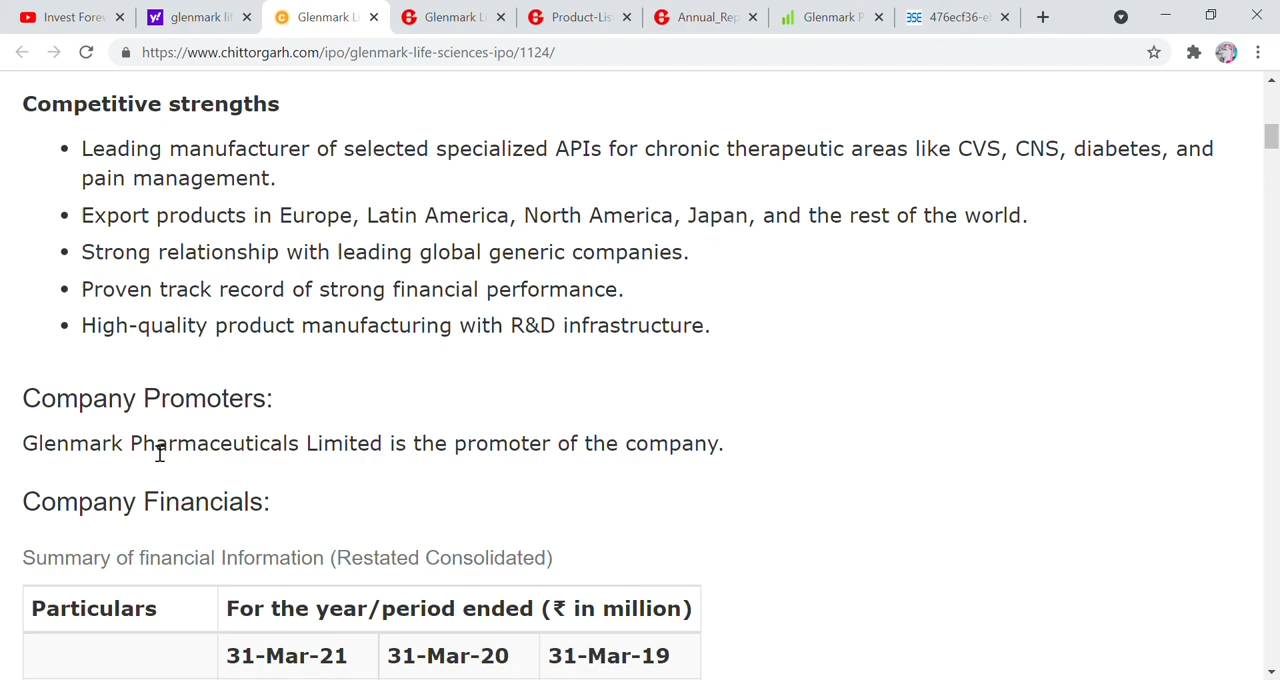 Invest Fore
glenmark li
Glenmark Li
Glenmark Li
Product-Lis
Annual_Rep
Glenmark P
BSE 476ecf36-e
https://www.chittorgarh.com/ipo/glenmark-life-sciences-ipo/1124/
Competitive strengths
• Leading manufacturer of selected specialized APIs for chronic therapeutic areas like CVS, CNS, diabetes, and
pain management.
• Export products in Europe, Latin America, North America, Japan, and the rest of the world.
• Strong relationship with leading global generic companies.
• Proven track record of strong financial performance.
• High-quality product manufacturing with R&D infrastructure.
Company Promoters:
Glenmark Pharmaceuticals Limited is the promoter of the company.
Company Financials:
Summary of financial Information (Restated Consolidated)
Particulars For the year/period ended (₹ in million)
31-Mar-21 31-Mar-20 31-Mar-19